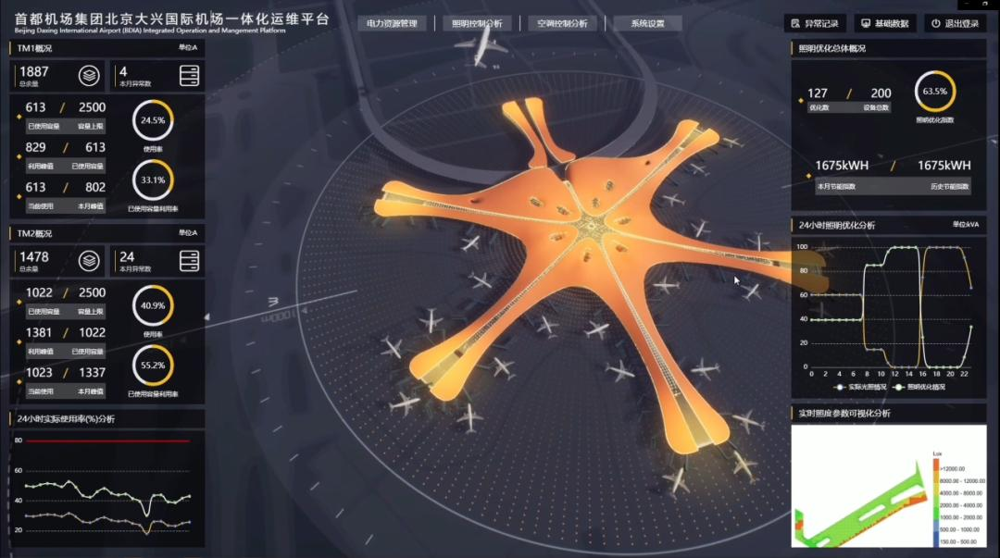 首都机场集团北京大兴国际机场一体化运维平台
Beijing Daxing International Airport (BDIA) Integrated Operation and Mangement Platform
电力资源管理
照明控制分析
空调控制分析
系统设置
异常记录
基础数据
退出登录
TM1概况
单位:A
1887
总余量
4
本月异常数
613 / 2500
已使用容量 容量上限
829 / 613
利用峰值 已使用容量
613 / 802
当前使用 本月峰值
24.5%
使用率
33.1%
已使用容量利用率
TM2概况
单位:A
1478
总余量
24
本月异常数
1022 / 2500
已使用容量 容量上限
1381 / 1022
利用峰值 已使用容量
1023 / 1337
当前使用 本月峰值
40.9%
使用率
55.2%
已使用容量利用率
24小时实际使用率(%)分析
80
60
40
20
照明优化总体概况
127 / 200
优化数 设备总数
63.5%
照明优化指数
1675kWH / 1675kWH
本月节能指数 历史节能指数
24小时照明优化分析
单位:kVA
100
80
60
40
20
0
0 2 4 6 8 10 12 14 16 18 20 22
实际光照情况 照明优化情况
实时照度参数可视化分析
Lux
>12000.00
8000.00 - 12000.00
4000.00 - 8000.00
2000.00 - 4000.00
1000.00 - 2000.00
500.00 - 1000.00
150.00 - 500.00